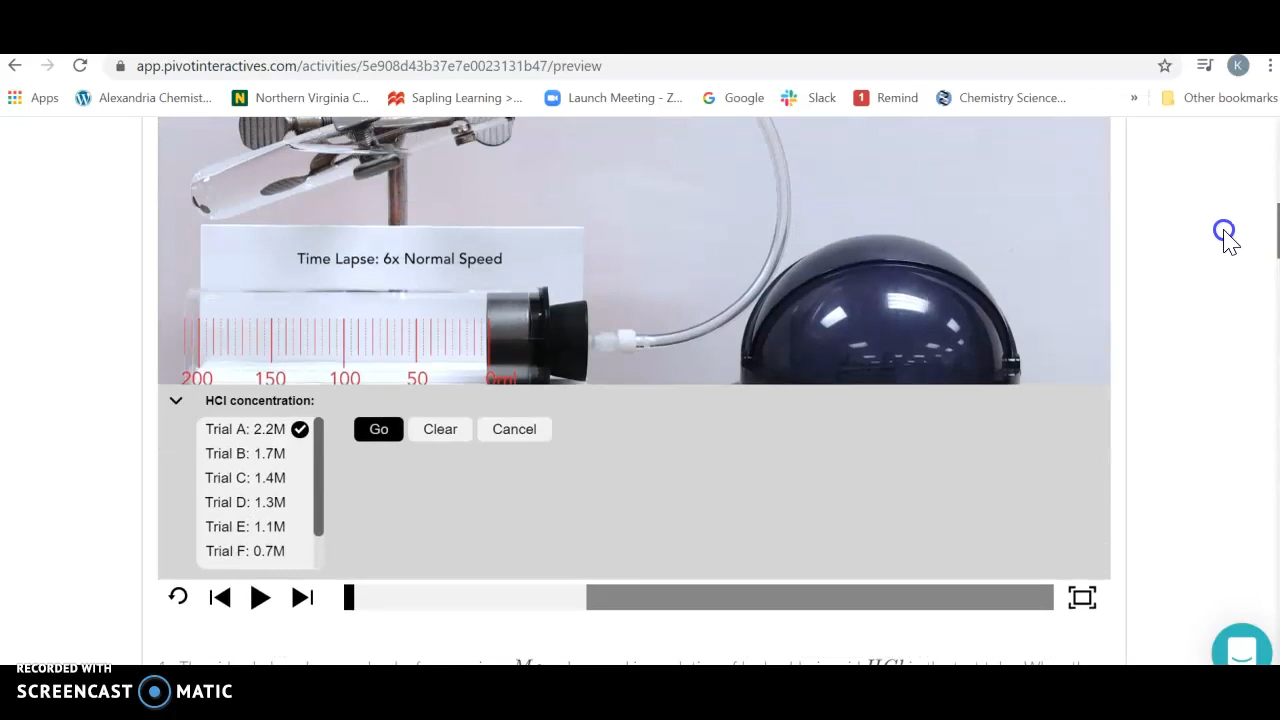 app.pivotinteractives.com/activities/5e908d43b37e7e0023131b47/preview
K
Apps Alexandria Chemist... Northern Virginia C... Sapling Learning >... Launch Meeting - Z... Google Slack 1 Remind Chemistry Science... » Other bookmarks
Time Lapse: 6x Normal Speed
200 150 100 50 0ml
HCl concentration:
Trial A: 2.2M Go Clear Cancel
Trial B: 1.7M
Trial C: 1.4M
Trial D: 1.3M
Trial E: 1.1M
Trial F: 0.7M
RECORDED WITH
SCREENCAST MATIC